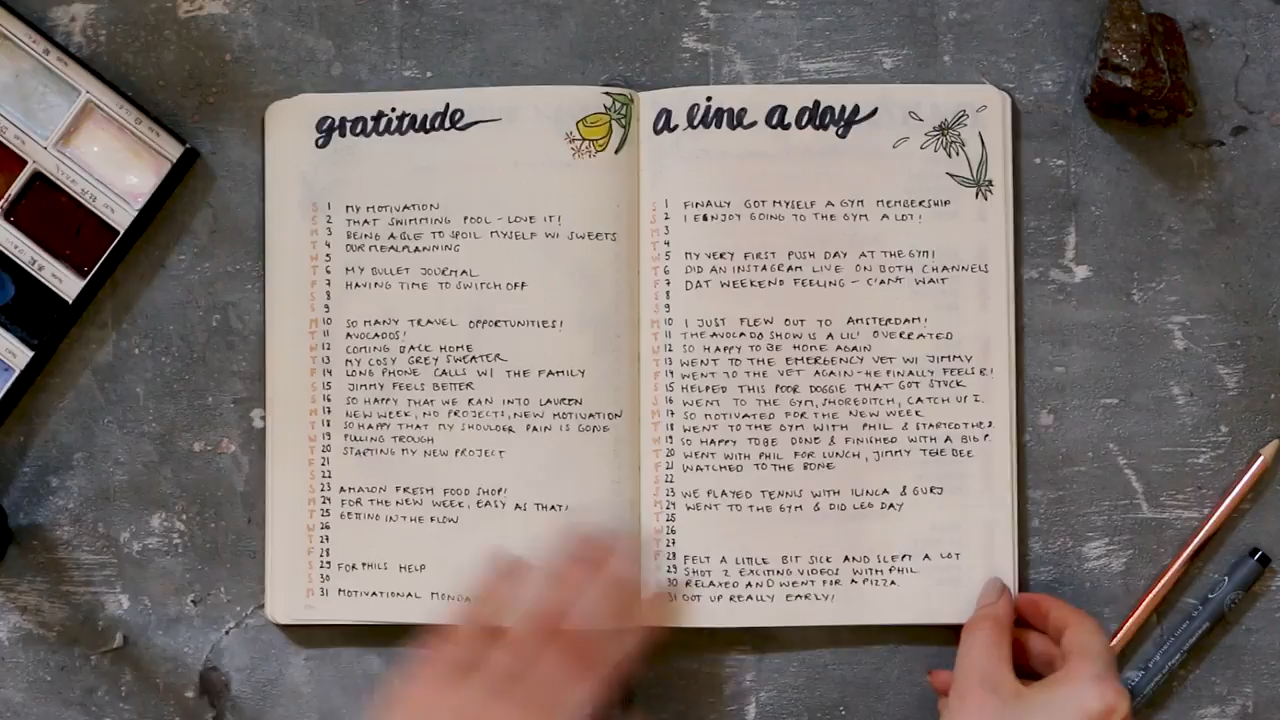 gratitude
S 1 MY MOTIVATION
S 2 THAT SWIMMING POOL - LOVE IT!
M 3 BEING ABLE TO SPOIL MYSELF W/ SWEETS
T 4 OUR MEALPLANNING
W 5
T 6 MY BULLET JOURNAL
F 7 HAVING TIME TO SWITCH OFF
S 8
S 9
M 10 SO MANY TRAVEL OPPORTUNITIES!
T 11 AVOCADOS!
W 12 COMING BACK HOME
T 13 MY COSY GREY SWEATER
F 14 LONG PHONE CALLS W/ THE FAMILY
S 15 JIMMY FEELS BETTER
S 16 SO HAPPY THAT WE RAN INTO LAUREN
M 17 NEW WEEK, NO PROJECTS, NEW MOTIVATION
T 18 SO HAPPY THAT MY SHOULDER PAIN IS GONE
W 19 PULLING TROUGH
T 20 STARTING MY NEW PROJECT
F 21
S 22
S 23 AMAZON FRESH FOOD SHOP!
M 24 FOR THE NEW WEEK, EASY AS THAT!
T 25 GETTING IN THE FLOW
W 26
T 27
F 28
S 29 FOR PHILS HELP
S 30
M 31 MOTIVATIONAL MONDA
a line a day
S 1 FINALLY GOT MYSELF A GYM MEMBERSHIP
S 2 I ENJOY GOING TO THE GYM A LOT!
M 3
T 4
W 5 MY VERY FIRST PUSH DAY AT THE GYM!
T 6 DID AN INSTAGRAM LIVE ON BOTH CHANNELS
F 7 DAT WEEKEND FEELING - C'ANT WAIT
S 8
S 9
M 10 I JUST FLEW OUT TO AMSTERDAM!
T 11 THE AVOCADO SHOW IS A LIL' OVERRATED
W 12 SO HAPPY TO BE HOME AGAIN
T 13 WENT TO THE EMERGENCY VET W/ JIMMY
F 14 WENT TO THE VET AGAIN - HE FINALLY FEELS B.!
S 15 HELPED THIS POOR DOGGIE THAT GOT STUCK
S 16 WENT TO THE GYM, SHOREDITCH, CATCH UP I.
M 17 SO MOTIVATED FOR THE NEW WEEK
T 18 WENT TO THE GYM WITH PHIL & STARTED THE S.
W 19 SO HAPPY TO BE DONE & FINISHED WITH A BIG P.
T 20 WENT WITH PHIL FOR LUNCH, JIMMY THE BEE
F 21 WATCHED TO THE BONE
S 22
S 23 WE PLAYED TENNIS WITH ILINCA & GURJ
M 24 WENT TO THE GYM & DID LEG DAY
T 25
W 26
T 27
F 28 FELT A LITTLE BIT SICK AND SLEPT A LOT
29 SHOT 2 EXCITING VIDEOS WITH PHIL
30 RELAXED AND WENT FOR A PIZZA.
31 GOT UP REALLY EARLY!
pigment liner